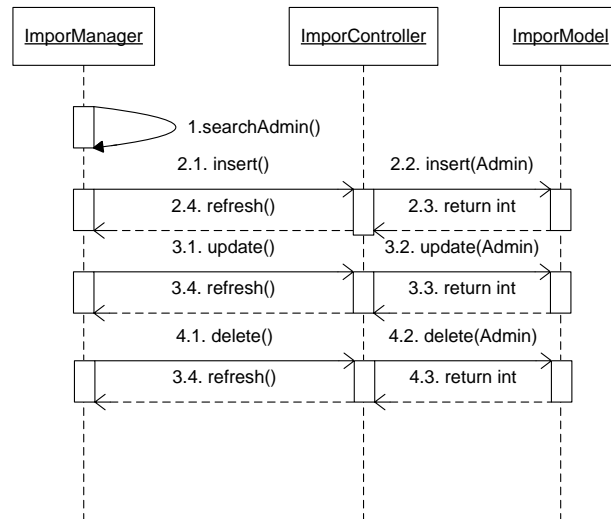 ImporManager
ImporController
ImporModel
1.searchAdmin()
2.1. insert()
2.2. insert(Admin)
2.4. refresh()
2.3. return int
3.1. update()
3.2. update(Admin)
3.4. refresh()
3.3. return int
4.1. delete()
4.2. delete(Admin)
3.4. refresh()
4.3. return int